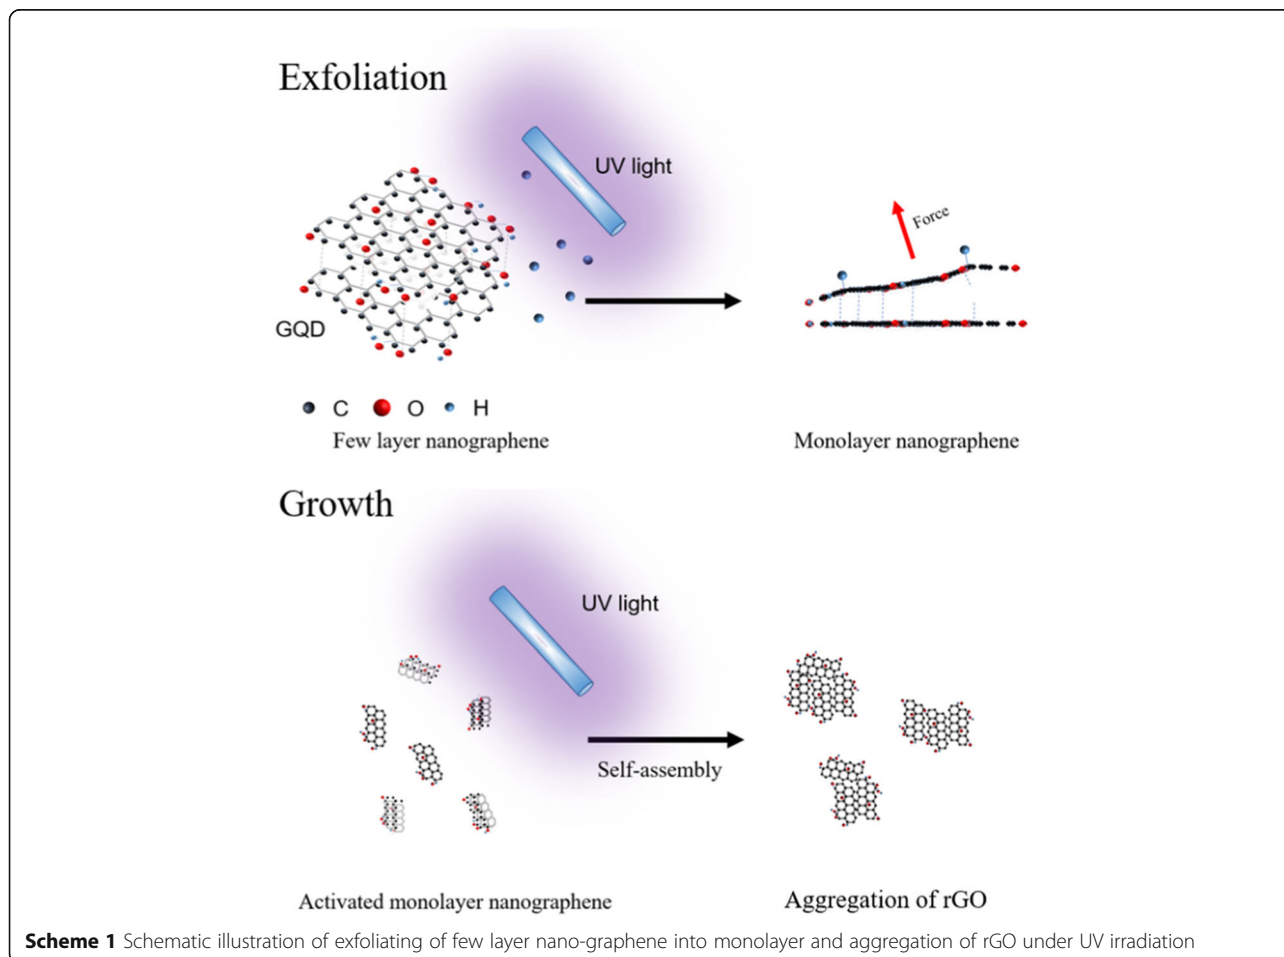 Exfoliation
UV light
Force
GQD
C O H
Few layer nanographene
Monolayer nanographene
Growth
UV light
Self-assembly
Activated monolayer nanographene
Aggregation of rGO
Scheme 1 Schematic illustration of exfoliating of few layer nano-graphene into monolayer and aggregation of rGO under UV irradiation